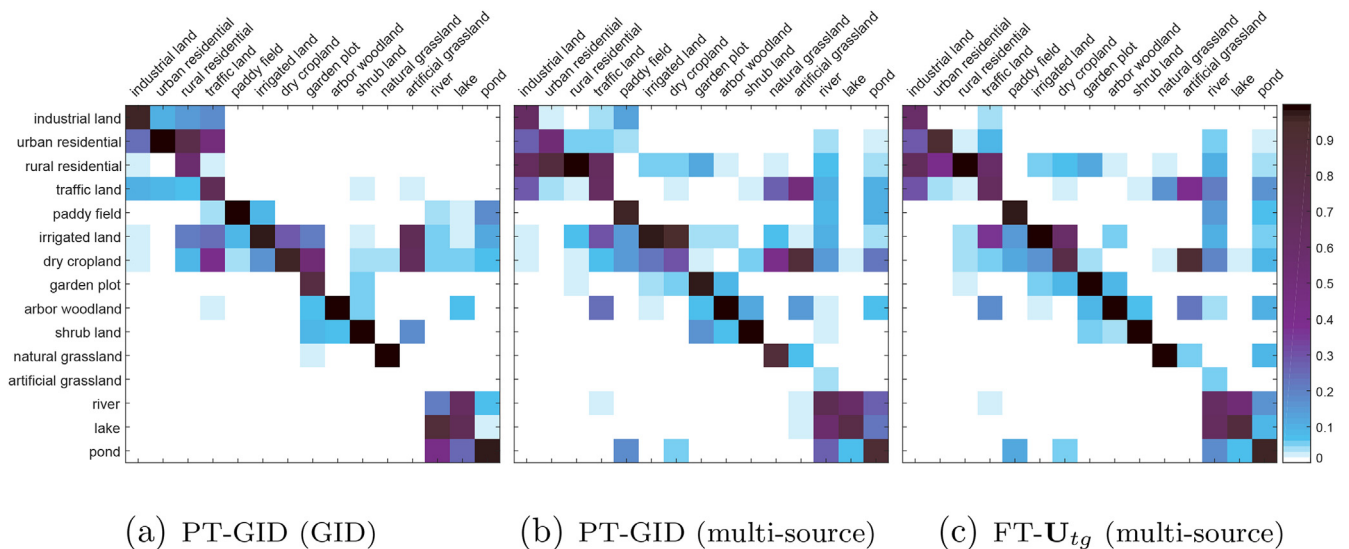 industrial land
urban residential
rural residential
traffic land
paddy field
irrigated land
dry cropland
garden plot
arbor woodland
shrub land
natural grassland
artificial grassland
river
lake
pond
industrial land
urban residential
rural residential
traffic land
paddy field
irrigated land
dry cropland
garden plot
arbor woodland
shrub land
natural grassland
artificial grassland
river
lake
pond
industrial land
urban residential
rural residential
traffic land
paddy field
irrigated land
dry cropland
garden plot
arbor woodland
shrub land
natural grassland
artificial grassland
river
lake
pond
industrial land
urban residential
rural residential
traffic land
paddy field
irrigated land
dry cropland
garden plot
arbor woodland
shrub land
natural grassland
artificial grassland
river
lake
pond
0.9
0.8
0.7
0.6
0.5
0.4
0.3
0.2
0.1
0
(a) PT-GID (GID)
(b) PT-GID (multi-source)
(c) FT-U_tg (multi-source)